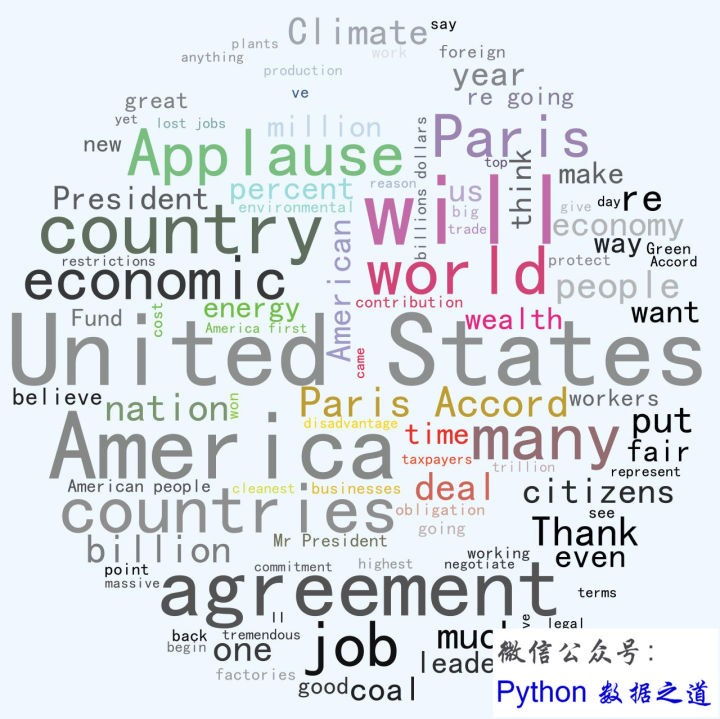 say
Climate
plants
work
foreign
anything
production
year
ve
re going
great
yet
lost jobs
million
Paris
new
Applause
billions dollars
top
think
make
President
percent
reason
us
day
re
environmental
big
give
country
will
trade
economy
way
Green
Accord
restrictions
economic
American
world
protect
people
Fund
energy
contribution
cost
America first
wealth
want
came
United States
believe
nation
won
Paris Accord
workers
disadvantage
put
America
time
many
fair
taxpayers
trillion
represent
American people
cleanest
businesses
deal
citizens
countries
obligation
see
going
Thank
billion
Mr President
working
even
point
commitment
highest
negotiate
massive
agreement
terms
ll
ve
legal
back
tremendous
job
much
begin
one
leade
factories
good
coal
微信公众号：
Python 数据之道